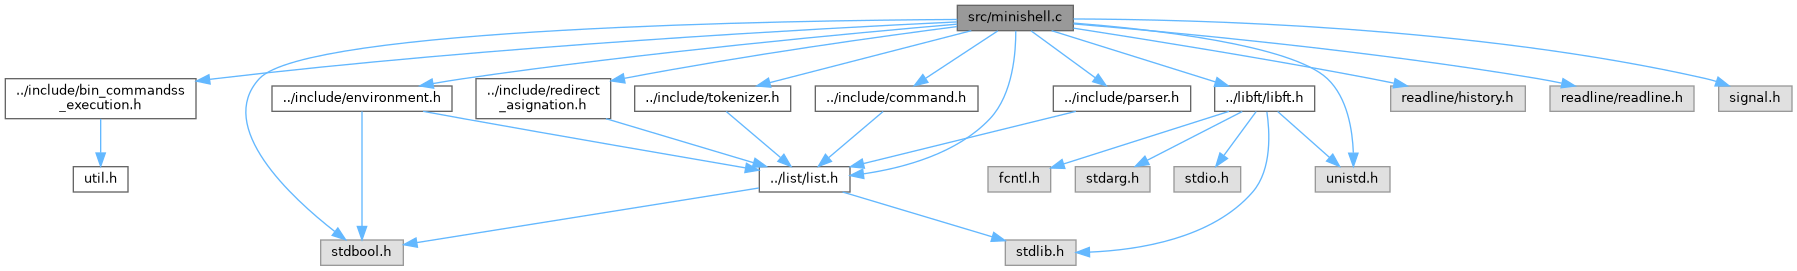 src/minishell.c
../include/bin_commandss
_execution.h
../include/environment.h
../include/redirect
_asignation.h
../include/tokenizer.h
../include/command.h
../include/parser.h
../libft/libft.h
readline/history.h
readline/readline.h
signal.h
util.h
../list/list.h
fcntl.h
stdarg.h
stdio.h
unistd.h
stdbool.h
stdlib.h